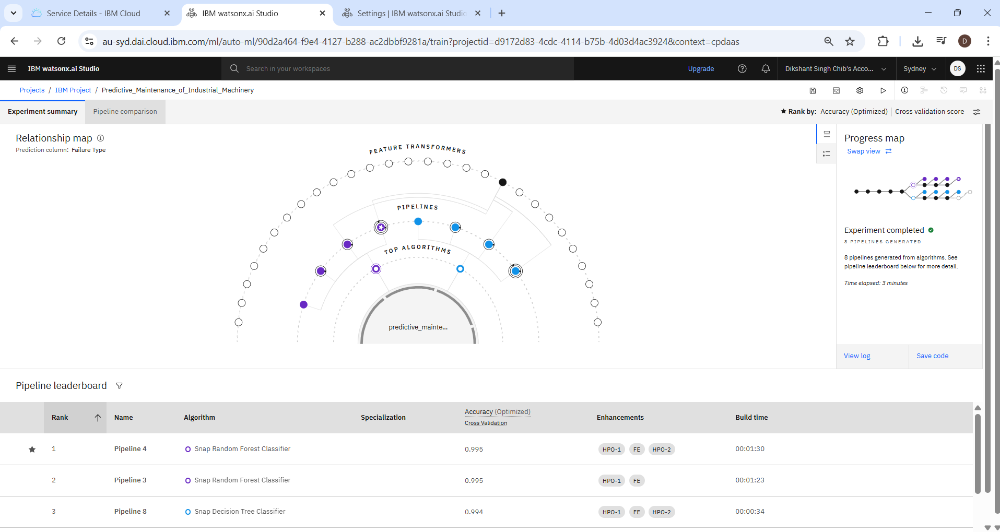 Service Details - IBM Cloud
IBM watsonx.ai Studio
Settings | IBM watsonx.ai Studio
au-syd.dai.cloud.ibm.com/ml/auto-ml/90d2a464-f9e4-4127-b288-ac2dbbf9281a/train?projectid=d9172d83-4cdc-4114-b75b-4d03d4ac3924&context=cpdaas
D
IBM watsonx.ai Studio
Search in your workspaces
Upgrade
Dikshant Singh Chib's Acco...
Sydney
DS
Projects / IBM Project / Predictive_Maintenance_of_Industrial_Machinery
Experiment summary
Pipeline comparison
Rank by: Accuracy (Optimized) | Cross validation score
Relationship map
Prediction column: Failure Type
FEATURE TRANSFORMERS
PIPELINES
TOP ALGORITHMS
predictive_mainte...
Progress map
Swap view
Experiment completed
8 PIPELINES GENERATED
8 pipelines generated from algorithms. See
pipeline leaderboard below for more detail.
Time elapsed: 3 minutes
View log
Save code
Pipeline leaderboard
Rank Name Algorithm Specialization Accuracy (Optimized) Enhancements Build time
Cross Validation
1 Pipeline 4 Snap Random Forest Classifier 0.995 HPO-1 FE HPO-2 00:01:30
2 Pipeline 3 Snap Random Forest Classifier 0.995 HPO-1 FE 00:01:23
3 Pipeline 8 Snap Decision Tree Classifier 0.994 HPO-1 FE HPO-2 00:00:34